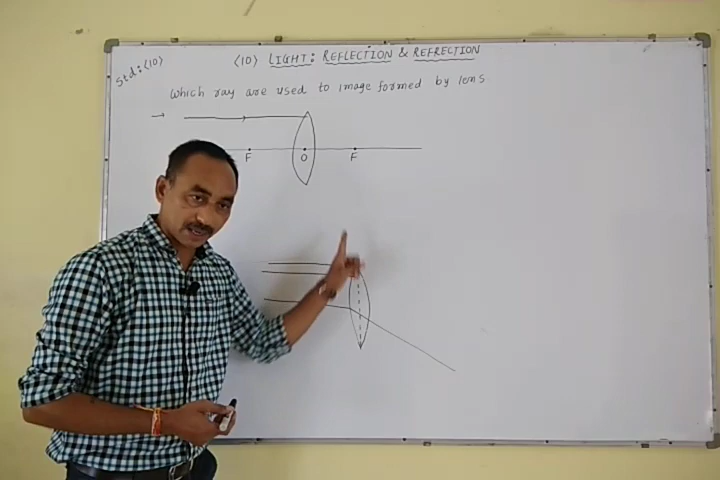 Std:(10)
(10) LIGHT: REFLECTION & REFRECTION
which ray are used to image formed by lens
F O F